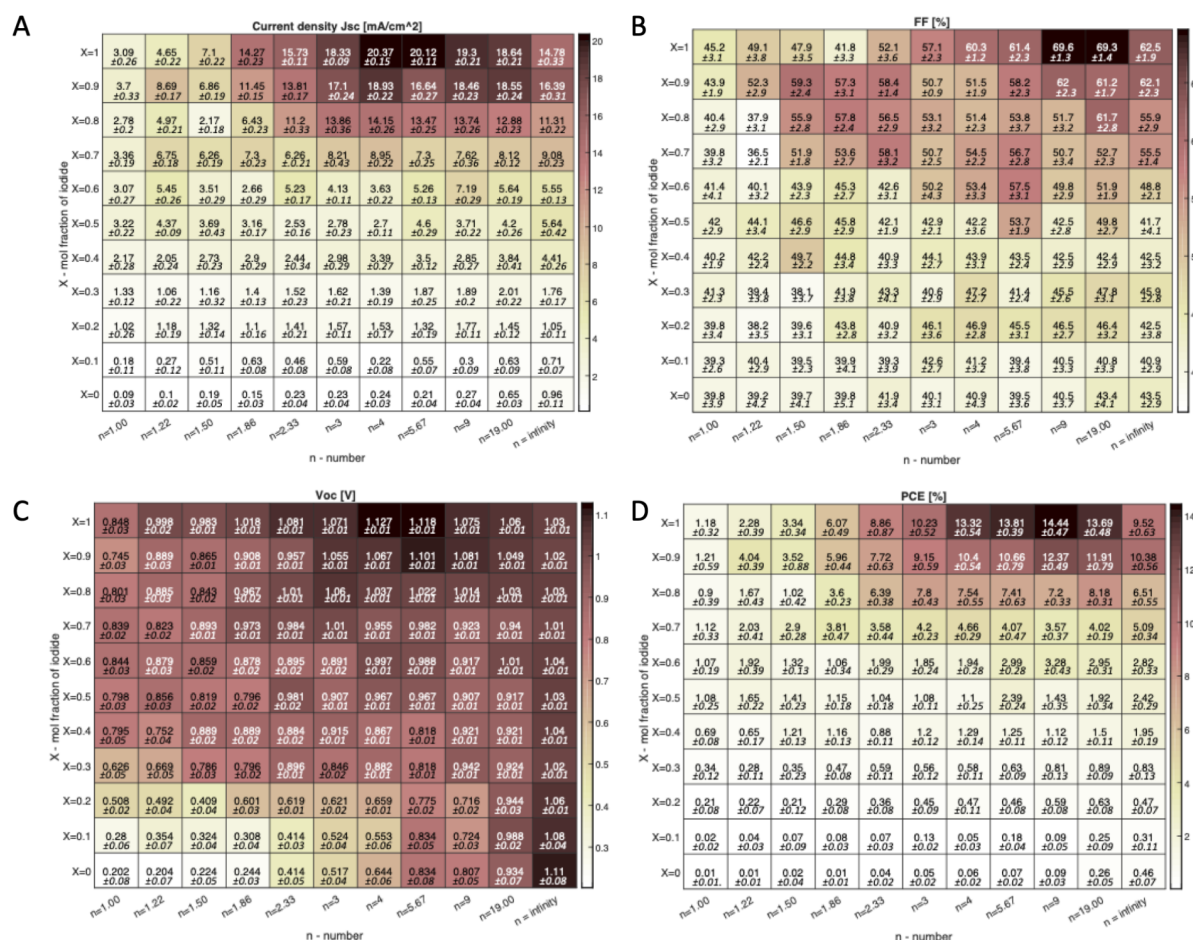 A
Current density Jsc [mA/cm^2]
X=1 3.09 4.65 7.1 14.27 15.73 18.33 20.37 20.12 19.3 18.64 14.78
±0.26 ±0.22 ±0.22 ±0.23 ±0.11 ±0.09 ±0.15 ±0.11 ±0.21 ±0.21 ±0.33
X=0.9 3.7 8.69 6.86 11.45 13.81 17.1 18.93 16.64 18.46 18.55 16.39
±0.33 ±0.17 ±0.19 ±0.15 ±0.17 ±0.24 ±0.22 ±0.27 ±0.23 ±0.24 ±0.31
X=0.8 2.78 4.97 2.17 6.43 11.2 13.86 14.15 13.47 13.74 12.88 11.31
±0.2 ±0.21 ±0.18 ±0.23 ±0.33 ±0.36 ±0.26 ±0.25 ±0.26 ±0.23 ±0.22
X=0.7 3.36 6.75 6.26 7.3 6.26 8.21 8.95 7.3 7.62 8.12 9.08
±0.19 ±0.18 ±0.19 ±0.23 ±0.21 ±0.43 ±0.22 ±0.25 ±0.36 ±0.12 ±0.23
X=0.6 3.07 5.45 3.51 2.66 5.23 4.13 3.63 5.26 7.19 5.64 5.55
±0.27 ±0.26 ±0.29 ±0.29 ±0.17 ±0.11 ±0.22 ±0.13 ±0.29 ±0.19 ±0.13
X=0.5 3.22 4.37 3.69 3.16 2.53 2.78 2.7 4.6 3.71 4.2 5.64
±0.22 ±0.09 ±0.43 ±0.17 ±0.16 ±0.23 ±0.11 ±0.29 ±0.22 ±0.26 ±0.42
X=0.4 2.17 2.05 2.73 2.9 2.44 2.98 3.39 3.5 2.85 3.84 4.41
±0.28 ±0.24 ±0.23 ±0.29 ±0.34 ±0.29 ±0.27 ±0.12 ±0.27 ±0.41 ±0.26
X=0.3 1.33 1.06 1.16 1.4 1.52 1.62 1.39 1.87 1.89 2.01 1.76
±0.12 ±0.22 ±0.32 ±0.13 ±0.23 ±0.21 ±0.19 ±0.25 ±0.2 ±0.22 ±0.17
X=0.2 1.02 1.18 1.32 1.1 1.41 1.57 1.53 1.32 1.77 1.45 1.05
±0.26 ±0.19 ±0.14 ±0.16 ±0.21 ±0.11 ±0.17 ±0.19 ±0.11 ±0.12 ±0.11
X=0.1 0.18 0.27 0.51 0.63 0.46 0.59 0.22 0.55 0.3 0.63 0.71
±0.11 ±0.12 ±0.11 ±0.08 ±0.08 ±0.08 ±0.08 ±0.07 ±0.09 ±0.09 ±0.07
X=0 0.09 0.1 0.19 0.15 0.23 0.23 0.24 0.21 0.27 0.65 0.96
±0.03 ±0.02 ±0.05 ±0.03 ±0.04 ±0.04 ±0.03 ±0.04 ±0.04 ±0.03 ±0.11
n=1.00 n=1.22 n=1.50 n=1.86 n=2.33 n=3 n=4 n=5.67 n=9 n=19.00 n = infinity
n - number
X - mol fraction of iodide
20
18
16
14
12
10
8
6
4
2
B
FF [%]
X=1 45.2 49.1 47.9 41.8 52.1 57.1 60.3 61.4 69.6 69.3 62.5
±3.1 ±3.8 ±3.5 ±3.3 ±3.6 ±2.3 ±1.2 ±2.3 ±1.3 ±1.4 ±1.9
X=0.9 43.9 52.3 59.3 57.3 58.4 50.7 51.5 58.2 62 61.2 62.1
±1.9 ±2.9 ±2.4 ±3.1 ±1.4 ±0.9 ±1.9 ±2.3 ±2.3 ±1.7 ±2.3
X=0.8 40.4 37.9 55.9 57.8 56.5 53.1 51.4 53.8 51.7 61.7 55.9
±2.9 ±3.1 ±2.8 ±2.4 ±2.9 ±3.2 ±2.3 ±3.7 ±3.2 ±2.8 ±2.9
X=0.7 39.8 36.5 51.9 53.6 58.1 50.7 54.5 56.7 50.7 52.7 55.5
±3.2 ±2.1 ±1.8 ±2.7 ±3.2 ±2.5 ±2.2 ±2.8 ±3.4 ±2.3 ±1.4
X=0.6 41.4 40.1 43.9 45.3 42.6 50.2 53.4 57.5 49.8 51.9 48.8
±4.1 ±3.2 ±2.3 ±2.7 ±3.1 ±4.3 ±3.3 ±3.1 ±2.9 ±2.9 ±2.1
X=0.5 42 44.1 46.6 45.8 42.1 42.9 42.2 53.7 42.5 49.8 41.7
±2.9 ±3.4 ±2.9 ±2.9 ±1.9 ±2.1 ±3.6 ±1.9 ±2.8 ±2.7 ±4.1
X=0.4 40.2 42.2 49.7 44.8 40.9 44.1 43.9 43.5 42.5 42.4 42.5
±1.9 ±2.4 ±2.2 ±3.4 ±3.3 ±2.7 ±3.1 ±2.4 ±2.9 ±2.9 ±3.2
X=0.3 41.3 39.4 38.1 41.9 43.3 40.6 47.2 41.4 45.5 47.8 45.9
±2.3 ±3.8 ±3.7 ±3.8 ±4.1 ±2.9 ±2.7 ±2.4 ±2.6 ±3.1 ±2.8
X=0.2 39.8 38.2 39.6 43.8 40.9 46.1 46.9 45.5 46.5 46.4 42.5
±3.4 ±3.5 ±3.1 ±2.8 ±2.9 ±3.6 ±2.8 ±3.1 ±2.7 ±3.2 ±3.8
X=0.1 39.3 40.4 39.5 39.9 39.3 42.6 41.2 39.4 40.5 40.8 40.9
±2.6 ±2.9 ±2.9 ±4.1 ±3.9 ±2.7 ±3.2 ±3.8 ±3.3 ±3.3 ±2.9
X=0 39.8 39.2 39.7 39.8 41.9 40.1 40.9 39.5 40.5 43.4 43.5
±3.9 ±4.2 ±4.1 ±5.1 ±3.4 ±3.9 ±4.3 ±3.6 ±3.7 ±4.1 ±2.9
n=1.00 n=1.22 n=1.50 n=1.86 n=2.33 n=3 n=4 n=5.67 n=9 n=19.00 n = infinity
n - number
X - mol fraction of iodide
C
Voc [V]
X=1 0.848 0.998 0.983 1.018 1.081 1.071 1.127 1.118 1.075 1.06 1.03
±0.03 ±0.02 ±0.01 ±0.01 ±0.01 ±0.01 ±0.01 ±0.01 ±0.01 ±0.01 ±0.01
X=0.9 0.745 0.889 0.865 0.908 0.957 1.055 1.067 1.101 1.081 1.049 1.02
±0.03 ±0.03 ±0.01 ±0.01 ±0.01 ±0.01 ±0.01 ±0.01 ±0.01 ±0.01 ±0.01
X=0.8 0.801 0.885 0.843 0.967 1.01 1.06 1.037 1.022 1.014 1.03 1.03
±0.03 ±0.03 ±0.02 ±0.02 ±0.01 ±0.01 ±0.01 ±0.01 ±0.01 ±0.01 ±0.01
X=0.7 0.839 0.823 0.893 0.973 0.984 1.01 0.955 0.982 0.923 0.94 1.01
±0.02 ±0.02 ±0.01 ±0.01 ±0.01 ±0.01 ±0.01 ±0.01 ±0.01 ±0.01 ±0.01
X=0.6 0.844 0.879 0.859 0.878 0.895 0.891 0.997 0.988 0.917 1.01 1.04
±0.03 ±0.03 ±0.02 ±0.02 ±0.02 ±0.02 ±0.01 ±0.01 ±0.01 ±0.01 ±0.01
X=0.5 0.798 0.856 0.819 0.796 0.981 0.907 0.967 0.967 0.907 0.917 1.03
±0.03 ±0.03 ±0.02 ±0.02 ±0.02 ±0.01 ±0.01 ±0.01 ±0.01 ±0.01 ±0.01
X=0.4 0.795 0.752 0.889 0.889 0.884 0.915 0.867 0.818 0.921 0.921 1.04
±0.05 ±0.04 ±0.02 ±0.02 ±0.01 ±0.01 ±0.01 ±0.01 ±0.01 ±0.01 ±0.01
X=0.3 0.626 0.669 0.786 0.796 0.896 0.846 0.882 0.818 0.942 0.924 1.02
±0.05 ±0.05 ±0.03 ±0.02 ±0.01 ±0.02 ±0.01 ±0.01 ±0.01 ±0.01 ±0.01
X=0.2 0.508 0.492 0.409 0.601 0.619 0.621 0.659 0.775 0.716 0.944 1.06
±0.02 ±0.04 ±0.04 ±0.03 ±0.01 ±0.02 ±0.01 ±0.02 ±0.02 ±0.03 ±0.01
X=0.1 0.28 0.354 0.324 0.308 0.414 0.524 0.553 0.834 0.724 0.988 1.08
±0.06 ±0.07 ±0.04 ±0.04 ±0.03 ±0.04 ±0.04 ±0.05 ±0.03 ±0.01 ±0.04
X=0 0.202 0.204 0.224 0.244 0.414 0.517 0.644 0.834 0.807 0.934 1.11
±0.08 ±0.07 ±0.05 ±0.03 ±0.05 ±0.04 ±0.06 ±0.08 ±0.05 ±0.07 ±0.08
n=1.00 n=1.22 n=1.50 n=1.86 n=2.33 n=3 n=4 n=5.67 n=9 n=19.00 n = infinity
n - number
X - mol fraction of iodide
1.1
1
0.9
0.8
0.7
0.6
0.5
0.4
0.3
D
PCE [%]
X=1 1.18 2.28 3.34 6.07 8.86 10.23 13.32 13.81 14.44 13.69 9.52
±0.32 ±0.39 ±0.34 ±0.49 ±0.87 ±0.52 ±0.54 ±0.39 ±0.47 ±0.48 ±0.63
X=0.9 1.21 4.04 3.52 5.96 7.72 9.15 10.4 10.66 12.37 11.91 10.38
±0.59 ±0.39 ±0.88 ±0.44 ±0.63 ±0.59 ±0.54 ±0.79 ±0.49 ±0.79 ±0.56
X=0.8 0.9 1.67 1.02 3.6 6.39 7.8 7.54 7.41 7.2 8.18 6.51
±0.39 ±0.43 ±0.42 ±0.23 ±0.38 ±0.43 ±0.55 ±0.63 ±0.33 ±0.31 ±0.55
X=0.7 1.12 2.03 2.9 3.81 3.58 4.2 4.66 4.07 3.57 4.02 5.09
±0.33 ±0.41 ±0.28 ±0.47 ±0.44 ±0.23 ±0.29 ±0.47 ±0.37 ±0.19 ±0.34
X=0.6 1.07 1.92 1.32 1.06 1.99 1.85 1.94 2.99 3.28 2.95 2.82
±0.19 ±0.39 ±0.13 ±0.34 ±0.29 ±0.24 ±0.28 ±0.28 ±0.43 ±0.31 ±0.33
X=0.5 1.08 1.65 1.41 1.15 1.04 1.08 1.1 2.39 1.43 1.92 2.42
±0.25 ±0.22 ±0.23 ±0.18 ±0.18 ±0.11 ±0.25 ±0.24 ±0.35 ±0.34 ±0.29
X=0.4 0.69 0.65 1.21 1.16 0.88 1.2 1.29 1.25 1.12 1.5 1.95
±0.08 ±0.17 ±0.13 ±0.13 ±0.11 ±0.12 ±0.14 ±0.11 ±0.12 ±0.11 ±0.19
X=0.3 0.34 0.28 0.35 0.47 0.59 0.56 0.58 0.63 0.81 0.89 0.83
±0.12 ±0.11 ±0.23 ±0.08 ±0.11 ±0.12 ±0.11 ±0.09 ±0.13 ±0.09 ±0.13
X=0.2 0.21 0.22 0.21 0.29 0.36 0.45 0.47 0.46 0.59 0.63 0.47
±0.08 ±0.07 ±0.12 ±0.08 ±0.08 ±0.09 ±0.11 ±0.08 ±0.08 ±0.08 ±0.07
X=0.1 0.02 0.04 0.07 0.08 0.07 0.13 0.05 0.18 0.09 0.25 0.31
±0.02 ±0.03 ±0.09 ±0.03 ±0.03 ±0.02 ±0.03 ±0.04 ±0.05 ±0.09 ±0.11
X=0 0.01 0.01 0.02 0.01 0.04 0.05 0.06 0.07 0.09 0.26 0.46
±0.01. ±0.01 ±0.04 ±0.01 ±0.02 ±0.02 ±0.02 ±0.02 ±0.03 ±0.05 ±0.07
n=1.00 n=1.22 n=1.50 n=1.86 n=2.33 n=3 n=4 n=5.67 n=9 n=19.00 n = infinity
n - number
X - mol fraction of iodide
14
12
10
8
6
4
2